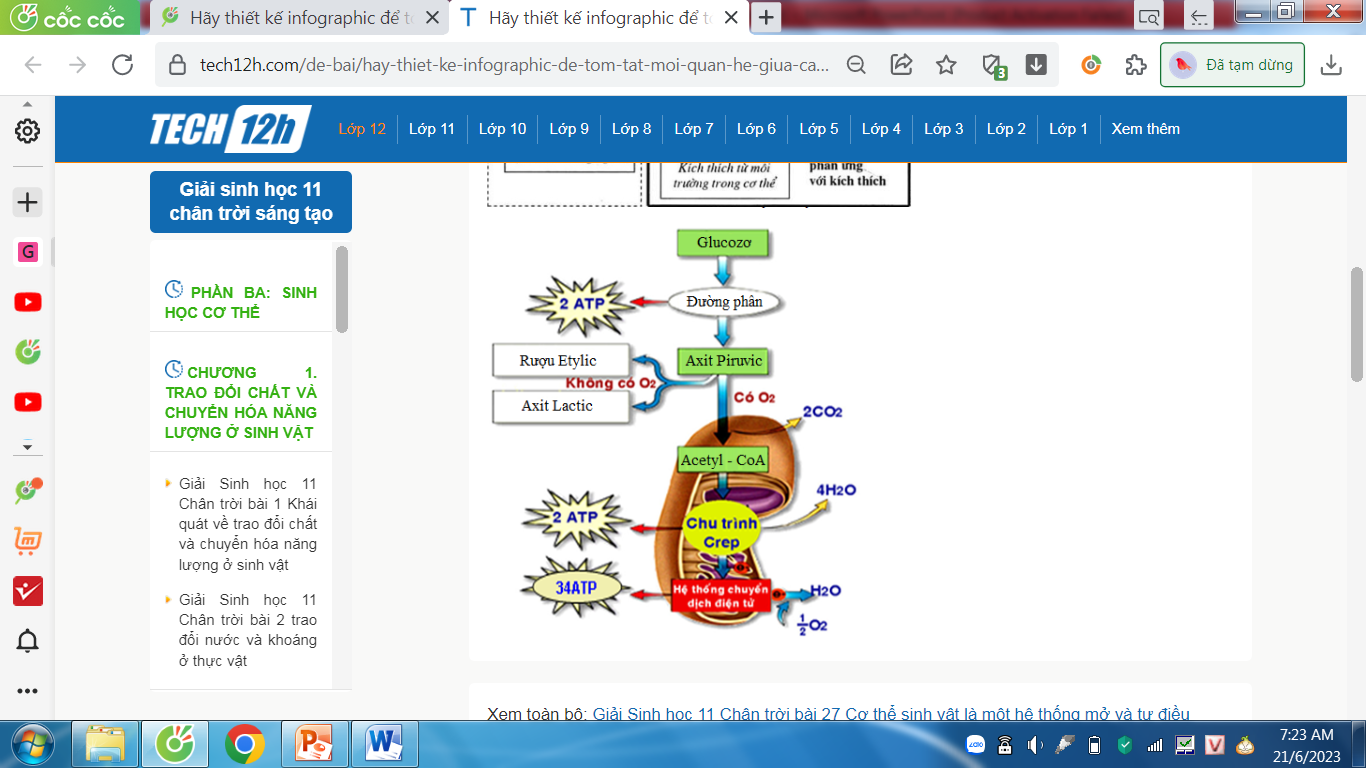 cốc cốc
Hãy thiết kế infographic để tó
Hãy thiết kế infographic để tó
tech12h.com/de-bai/hay-thiet-ke-infographic-de-tom-tat-moi-quan-he-giua-ca...
3
Đã tạm dừng
TECH 12h
Lớp 12
Lớp 11
Lớp 10
Lớp 9
Lớp 8
Lớp 7
Lớp 6
Lớp 5
Lớp 4
Lớp 3
Lớp 2
Lớp 1
Xem thêm
Giải sinh học 11
chân trời sáng tạo
PHẦN BA: SINH
HỌC CƠ THỂ
CHƯƠNG 1.
TRAO ĐỔI CHẤT VÀ
CHUYỂN HÓA NĂNG
LƯỢNG Ở SINH VẬT
Giải Sinh học 11
Chân trời bài 1 Khái
quát về trao đổi chất
và chuyển hóa năng
lượng ở sinh vật
Giải Sinh học 11
Chân trời bài 2 trao
đổi nước và khoáng
ở thực vật
Kích thích từ môi
trường trong cơ thể
phản ứng
với kích thích
Glucozơ
2 ATP
Đường phân
Rượu Etylic
Axit Piruvic
Không có O2
Axit Lactic
Có O2
2CO2
Acetyl - CoA
4H2O
2 ATP
Chu trình
Crep
34ATP
Hệ thống chuyển
dịch điện tử
H2O
½O2
Xem toàn bộ: Giải Sinh học 11 Chân trời bài 27 Cơ thể sinh vật là một hệ thống mở và tự điều
G
7:23 AM
21/6/2023